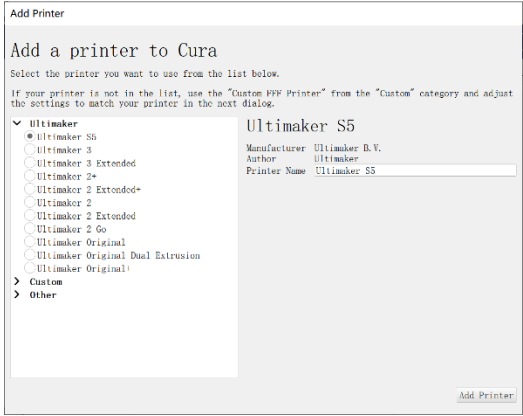 Add Printer
Add a printer to Cura
Select the printer you want to use from the list below.
If your printer is not in the list, use the "Custom FFF Printer" from the "Custom" category and adjust
the settings to match your printer in the next dialog.
Ultimaker
Ultimaker S5
Ultimaker 3
Ultimaker 3 Extended
Ultimaker 2+
Ultimaker 2 Extended+
Ultimaker 2
Ultimaker 2 Extended
Ultimaker 2 Go
Ultimaker Original
Ultimaker Original Dual Extrusion
Ultimaker Original+
Custom
Other
Ultimaker S5
Manufacturer Ultimaker B.V.
Author Ultimaker
Printer Name Ultimaker S5
Add Printer